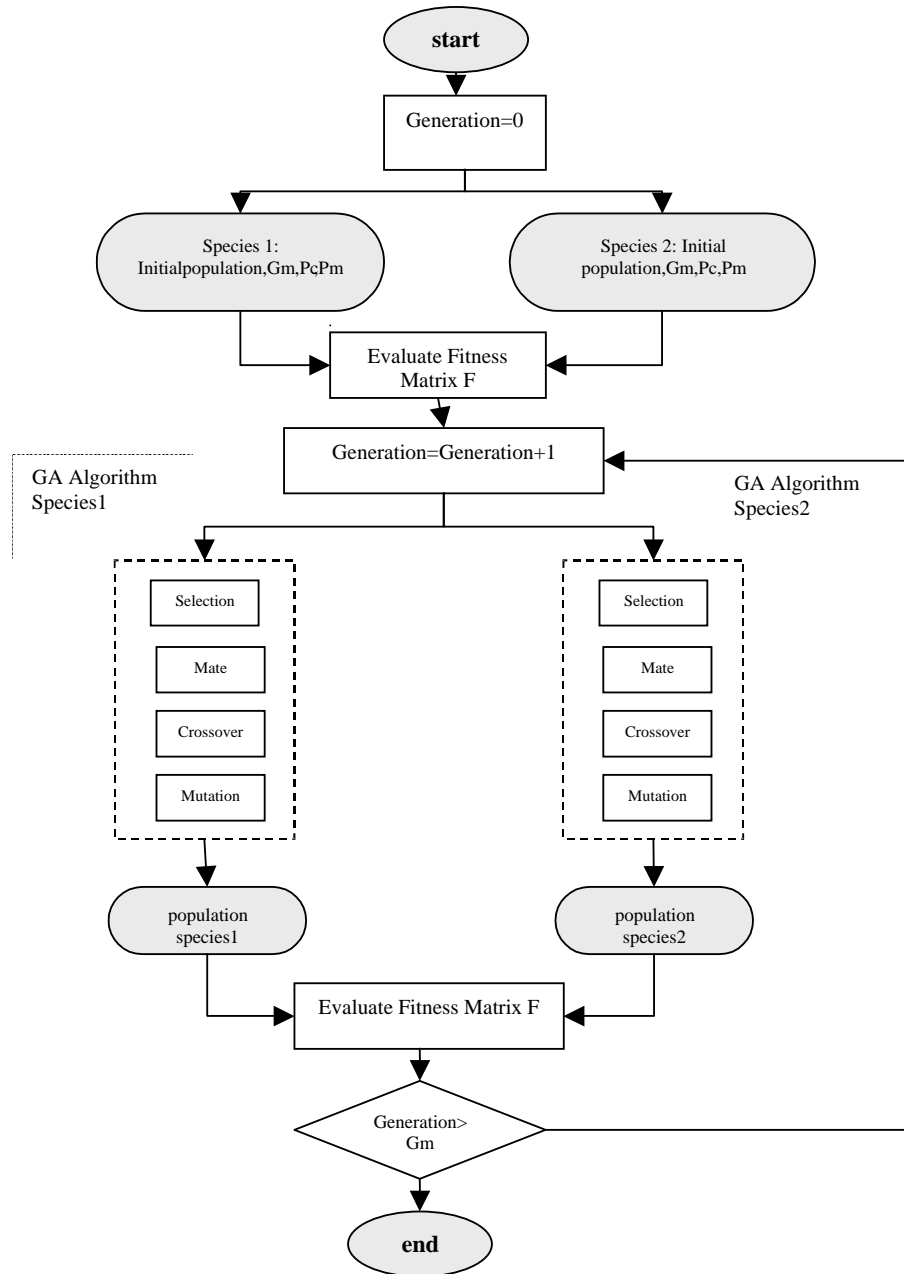 start
Generation=0
Species 1:
Initialpopulation,Gm,Pc,Pm
Species 2: Initial
population,Gm,Pc,Pm
Evaluate Fitness
Matrix F
Generation=Generation+1
GA Algorithm
Species1
GA Algorithm
Species2
Selection
Mate
Crossover
Mutation
Selection
Mate
Crossover
Mutation
population
species1
population
species2
Evaluate Fitness Matrix F
Generation>
Gm
end